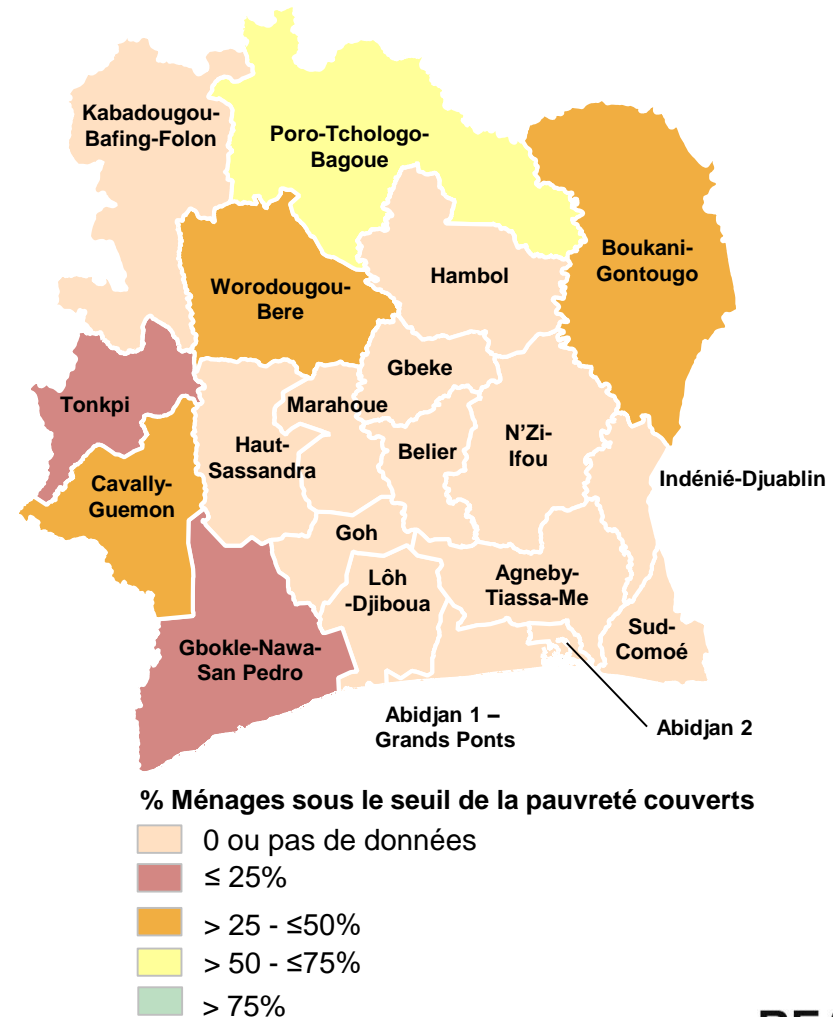 Kabadougou-
Bafing-Folon
Poro-Tchologo-
Bagoue
Boukani-
Gontougo
Hambol
Worodougou-
Bere
Gbeke
Tonkpi
Marahoue
Haut-
Sassandra
Belier
N'Zi-
Ifou
Indénié-Djuablin
Cavally-
Guemon
Goh
Lôh
-Djiboua
Agneby-
Tiassa-Me
Sud-
Comoé
Gbokle-Nawa-
San Pedro
Abidjan 1 –
Grands Ponts
Abidjan 2
% Ménages sous le seuil de la pauvreté couverts
0 ou pas de données
≤ 25%
> 25 - ≤50%
> 50 - ≤75%
> 75%